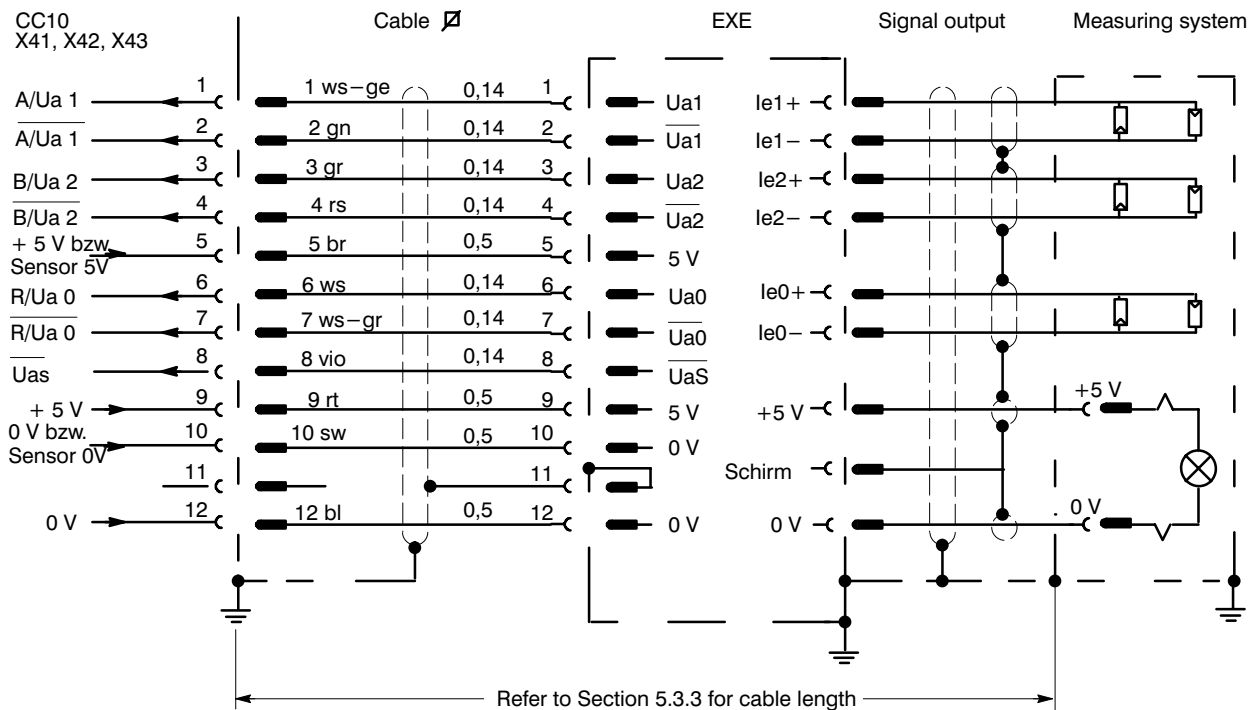 CC10 Cable EXE Signal output Measuring system
X41, X42, X43
A/Ua 1 1 1 ws–ge 0,14 1 Ua1 Ie1+
A/Ua 1 2 2 gn 0,14 2 Ua1 Ie1–
B/Ua 2 3 3 gr 0,14 3 Ua2 Ie2+
B/Ua 2 4 4 rs 0,14 4 Ua2 Ie2–
+ 5 V bzw.
Sensor 5V 5 5 br 0,5 5 5 V
R/Ua 0 6 6 ws 0,14 6 Ua0 Ie0+
R/Ua 0 7 7 ws–gr 0,14 7 Ua0 Ie0–
Uas 8 8 vio 0,14 8 UaS
+ 5 V 9 9 rt 0,5 9 5 V +5 V +5 V
0 V bzw.
Sensor 0V 10 10 sw 0,5 10 0 V
11 11 Schirm
0 V 12 12 bl 0,5 12 0 V 0 V 0 V
Refer to Section 5.3.3 for cable length